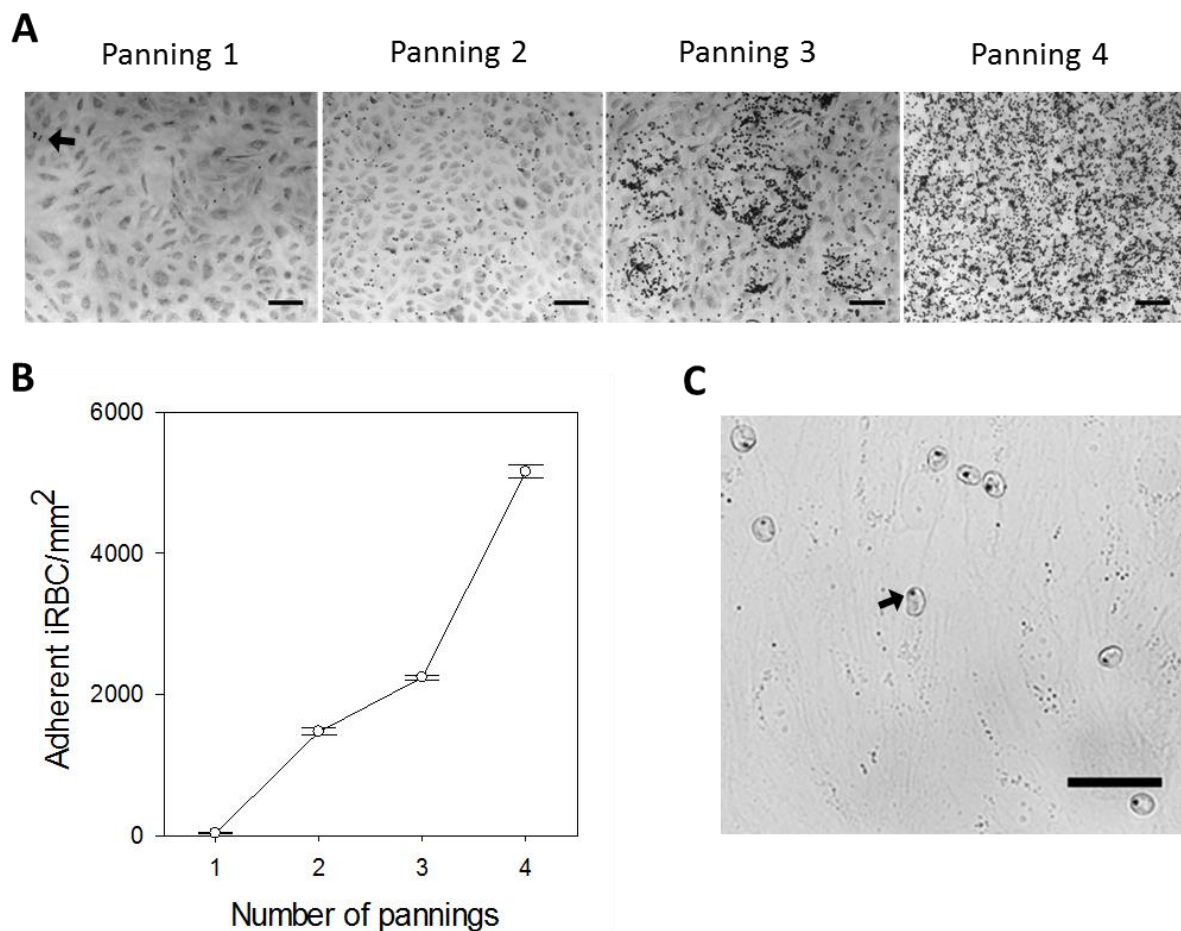 A
Panning 1 Panning 2 Panning 3 Panning 4
B
6000
4000
2000
0
Adherent iRBC/mm²
1 2 3 4
Number of pannings
C